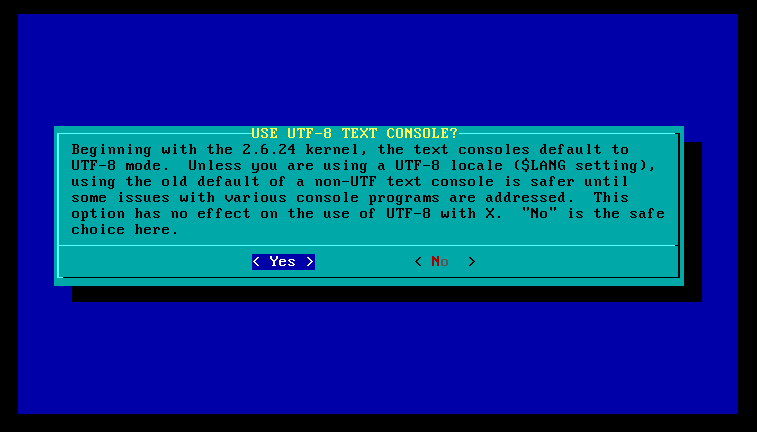 USE UTF-8 TEXT CONSOLE?
Beginning with the 2.6.24 kernel, the text consoles default to
UTF-8 mode.  Unless you are using a UTF-8 locale ($LANG setting),
using the old default of a non-UTF text console is safer until
some issues with various console programs are addressed.  This
option has no effect on the use of UTF-8 with X.  "No" is the safe
choice here.
< Yes > < No >